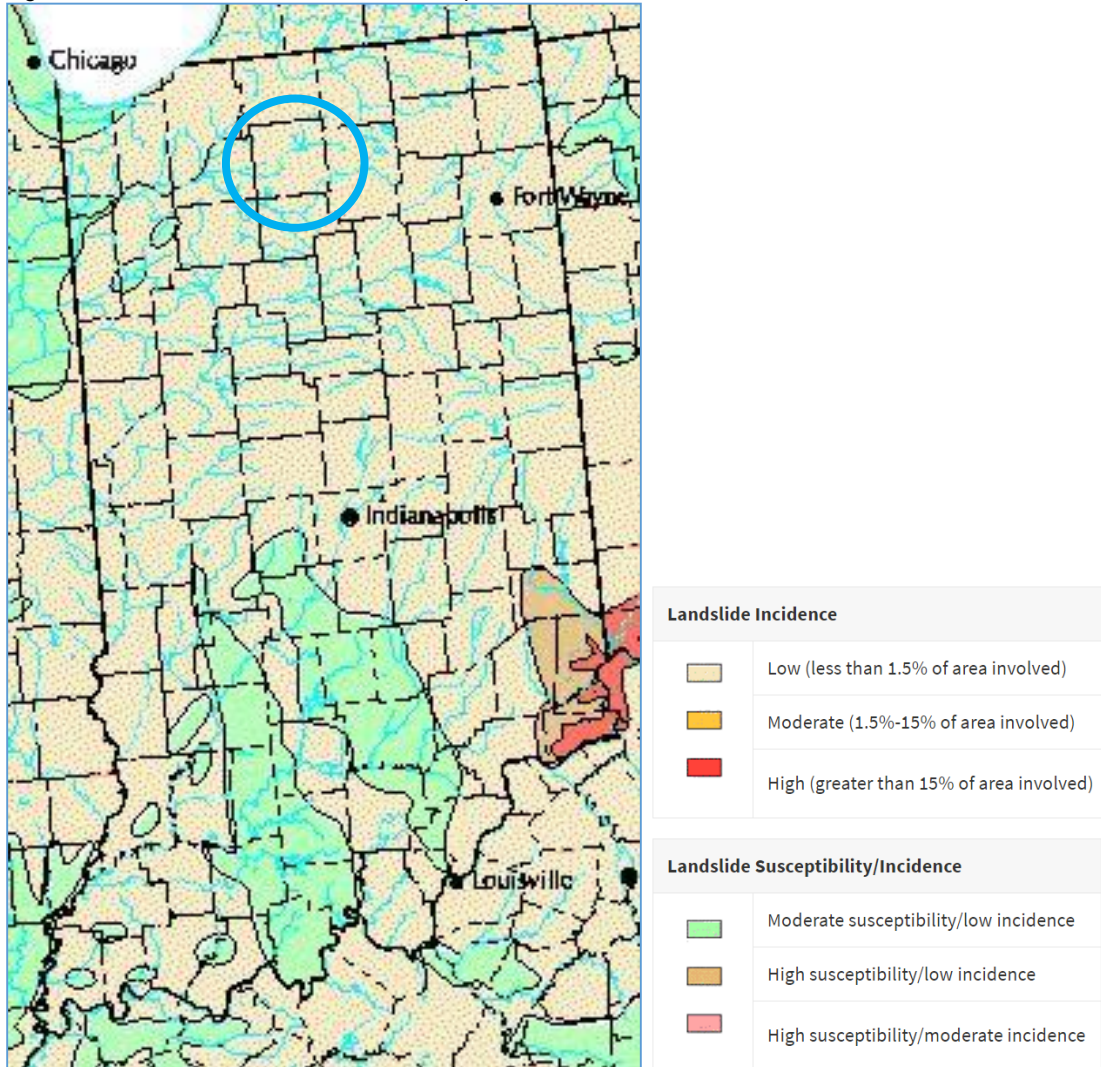 Chicago
Fort Wayne
Indianapolis
Louisville
Landslide Incidence
Low (less than 1.5% of area involved)
Moderate (1.5%-15% of area involved)
High (greater than 15% of area involved)
Landslide Susceptibility/Incidence
Moderate susceptibility/low incidence
High susceptibility/low incidence
High susceptibility/moderate incidence